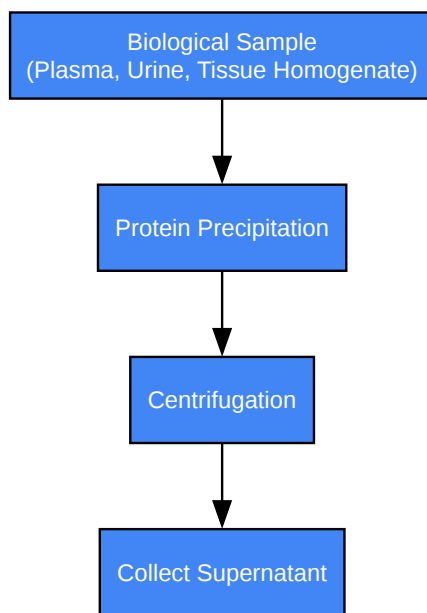 Biological Sample
(Plasma, Urine, Tissue Homogenate)
Protein Precipitation
Centrifugation
Collect Supernatant